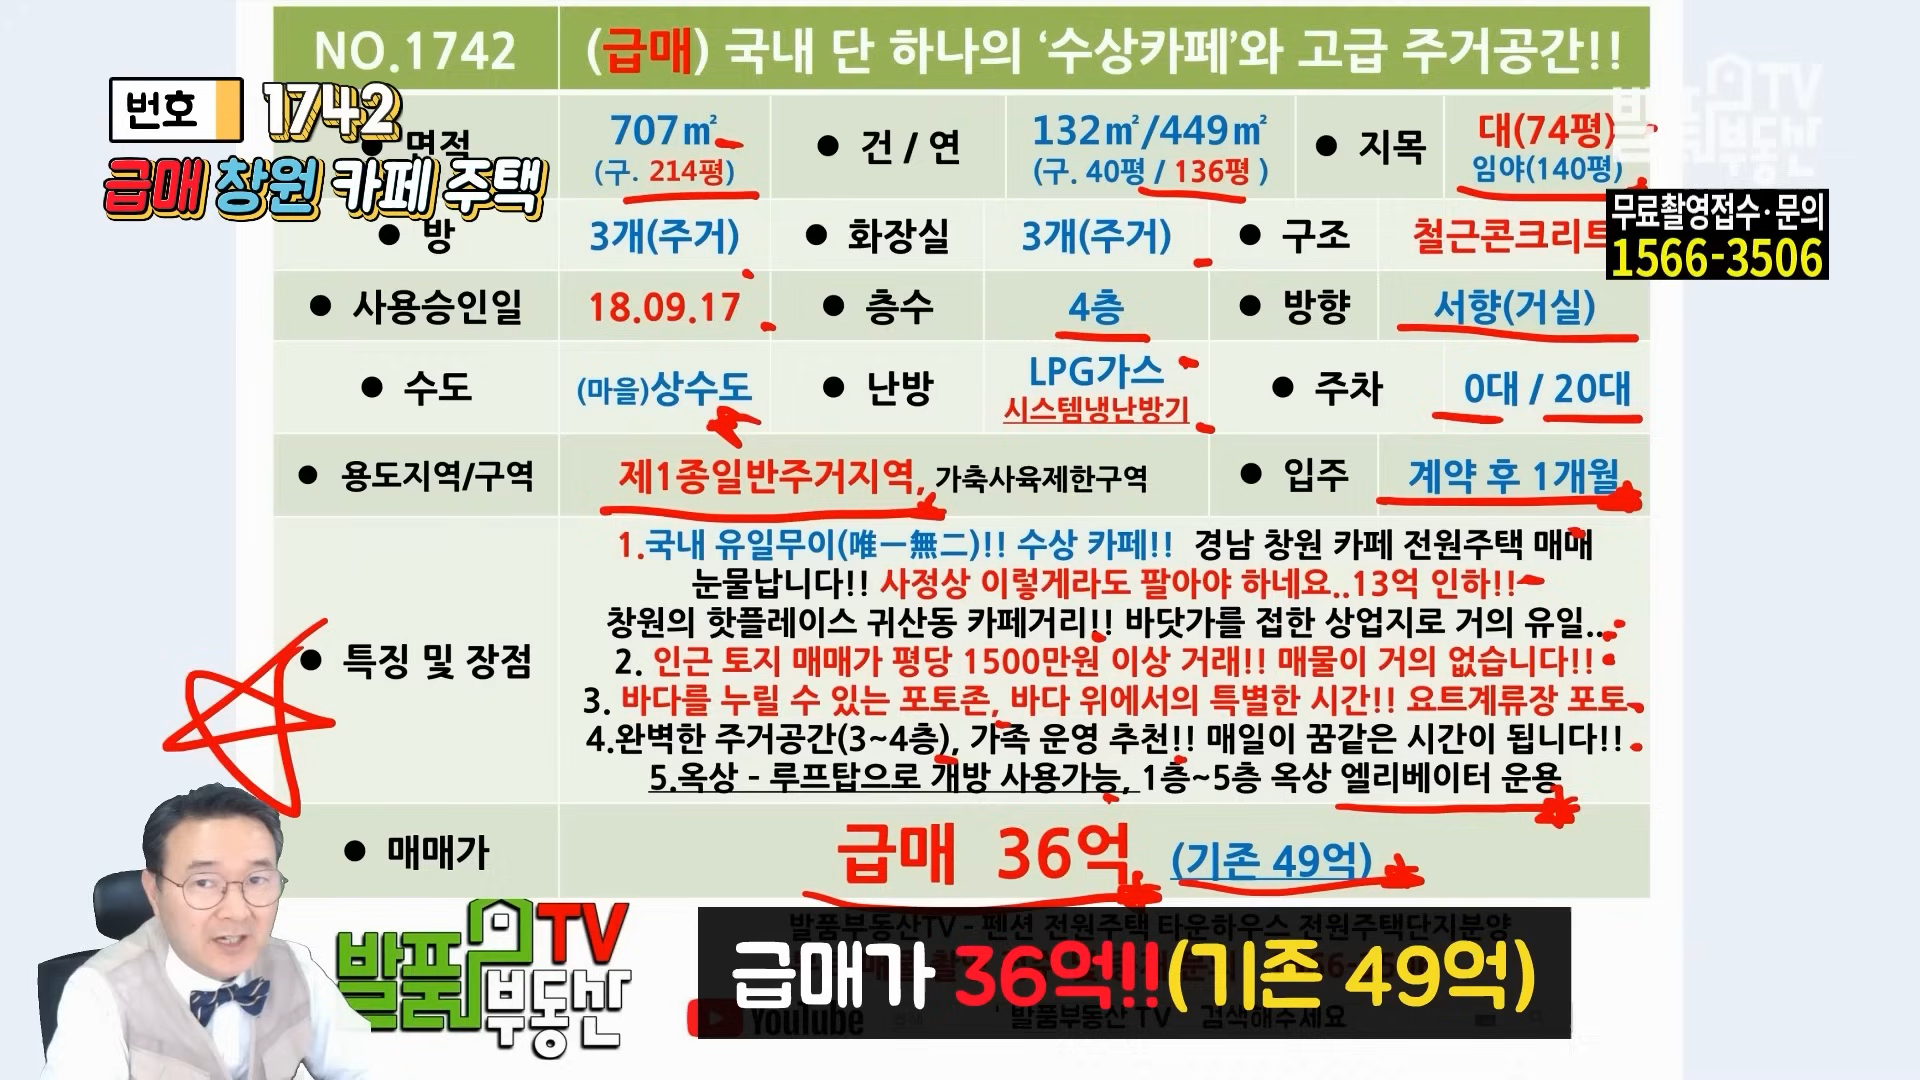 NO.1742 (급매) 국내 단 하나의 ‘수상카페’와 고급 주거공간!!
번호 1742
급매 창원 카페 주택
● 면적 707㎡ (구. 214평) ● 건 / 연 132㎡/449㎡ (구. 40평 / 136평 ) ● 지목 대(74평) 임야(140평)
발품부동산TV
무료촬영접수·문의
1566-3506
● 방 3개(주거) ● 화장실 3개(주거) ● 구조 철근콘크리트
● 사용승인일 18.09.17 ● 층수 4층 ● 방향 서향(거실)
● 수도 (마을)상수도 ● 난방 LPG가스 시스템냉난방기 ● 주차 0대 / 20대
● 용도지역/구역 제1종일반주거지역, 가축사육제한구역 ● 입주 계약 후 1개월
● 특징 및 장점
1.국내 유일무이(唯一無二)!! 수상 카페!! 경남 창원 카페 전원주택 매매
눈물납니다!! 사정상 이렇게라도 팔아야 하네요..13억 인하!!
창원의 핫플레이스 귀산동 카페거리!! 바닷가를 접한 상업지로 거의 유일..
2. 인근 토지 매매가 평당 1500만원 이상 거래!! 매물이 거의 없습니다!!
3. 바다를 누릴 수 있는 포토존, 바다 위에서의 특별한 시간!! 요트계류장 포토
4.완벽한 주거공간(3~4층), 가족 운영 추천!! 매일이 꿈같은 시간이 됩니다!!
5.옥상 - 루프탑으로 개방 사용가능, 1층~5층 옥상 엘리베이터 운용
● 매매가 급매 36억 (기존 49억)
발품부동산TV
발품부동산TV - 펜션 전원주택 타운하우스 전원주택단지분양
급매가 36억!!(기존 49억)
YouTube 발품부동산 TV 검색해주세요